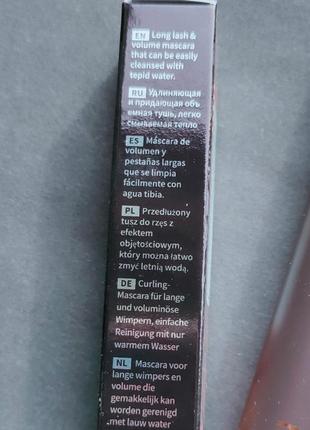 EN Long lash &
volume mascara
that can be easily
cleansed with
tepid water.
RU Удлиняющая
и придающая объ
емная тушь, легко
смываемая тепло
ES Máscara de
volumen y
pestañas largas
que se limpia
fácilmente con
agua tibia.
PL Przedłużony
tusz do rzęs z
efektem
objętościowym,
który można łatwo
zmyć letnią wodą.
DE Curling-
Mascara für lange
und voluminöse
Wimpern, einfache
Reinigung mit nur
warmem Wasser
NL Mascara voor
lange wimpers en
volume die
gemakkelijk kan
worden gerenigd
met lauw water